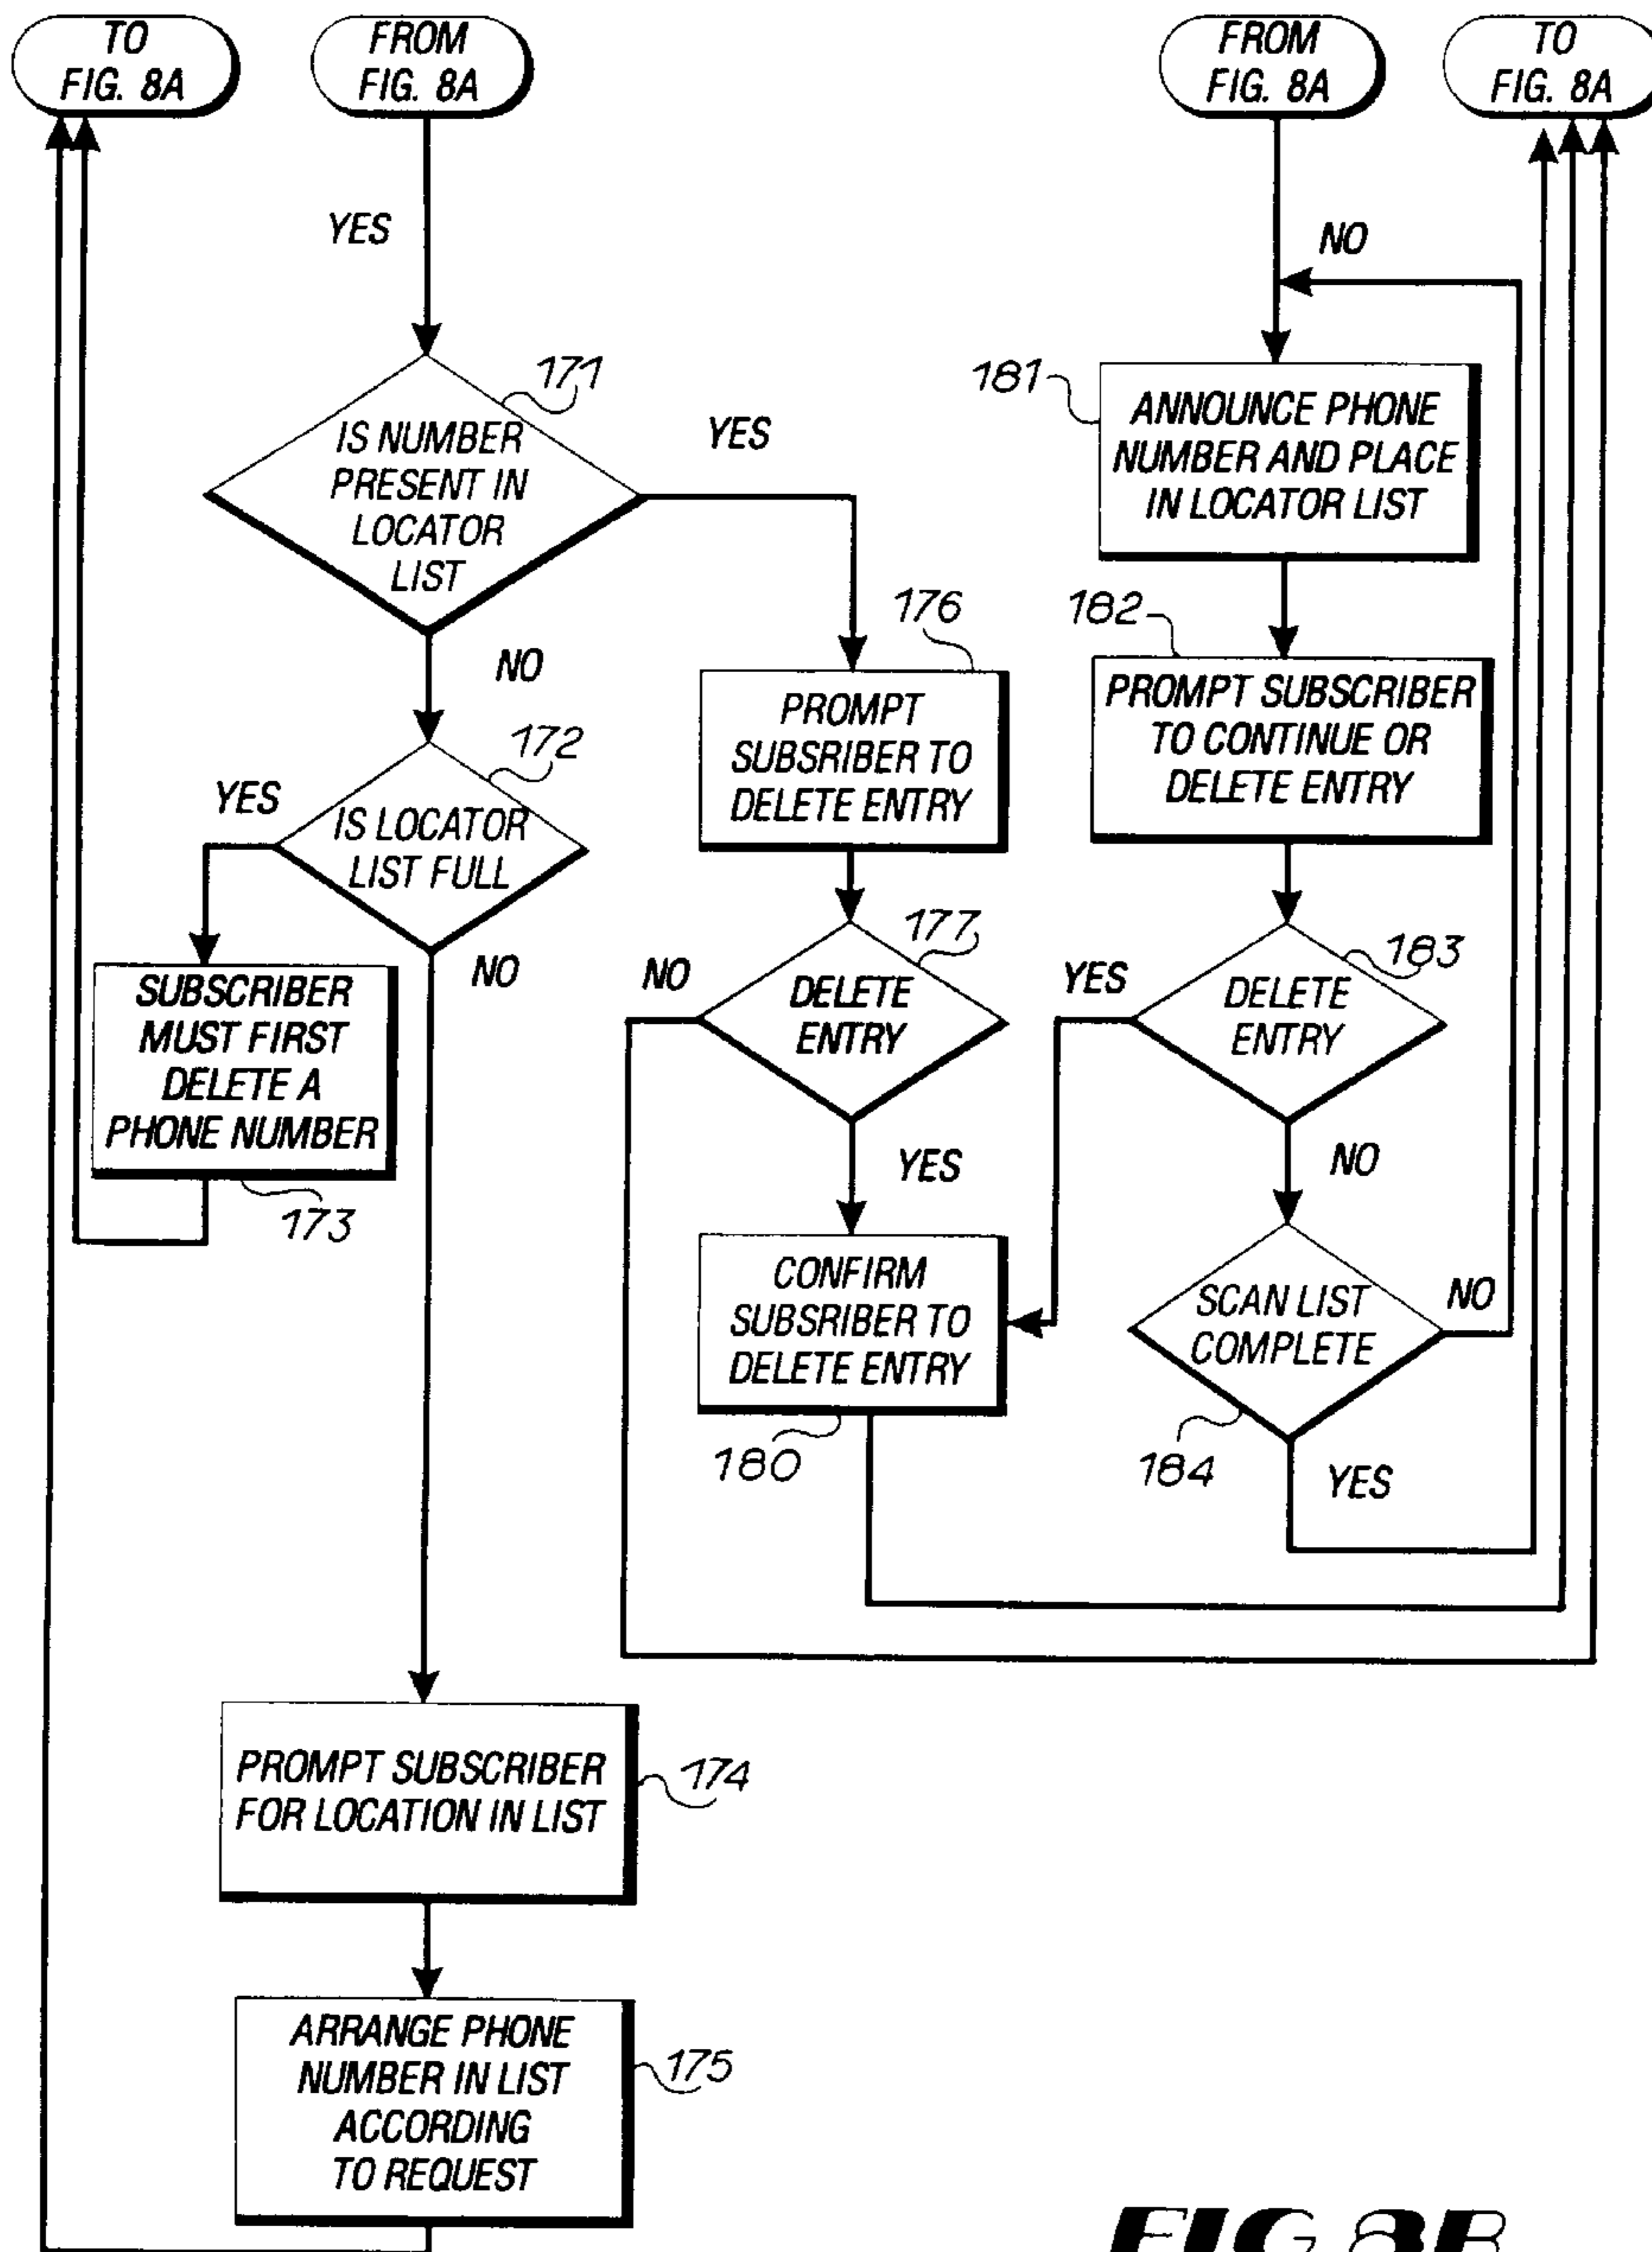 TO
FIG. 8A
FROM
FIG. 8A
FROM
FIG. 8A
TO
FIG. 8A
YES
NO
171
IS NUMBER
PRESENT IN
LOCATOR
LIST
YES
NO
181
ANNOUNCE PHONE
NUMBER AND PLACE
IN LOCATOR LIST
176
PROMPT
SUBSRIBER TO
DELETE ENTRY
182
PROMPT SUBSCRIBER
TO CONTINUE OR
DELETE ENTRY
172
YES
IS LOCATOR
LIST FULL
NO
SUBSCRIBER
MUST FIRST
DELETE A
PHONE NUMBER
173
177
NO
DELETE
ENTRY
YES
183
YES
DELETE
ENTRY
NO
CONFIRM
SUBSRIBER TO
DELETE ENTRY
180
SCAN LIST
COMPLETE
NO
184
YES
PROMPT SUBSCRIBER
FOR LOCATION IN LIST
174
ARRANGE PHONE
NUMBER IN LIST
ACCORDING
TO REQUEST
175
FIG 8B